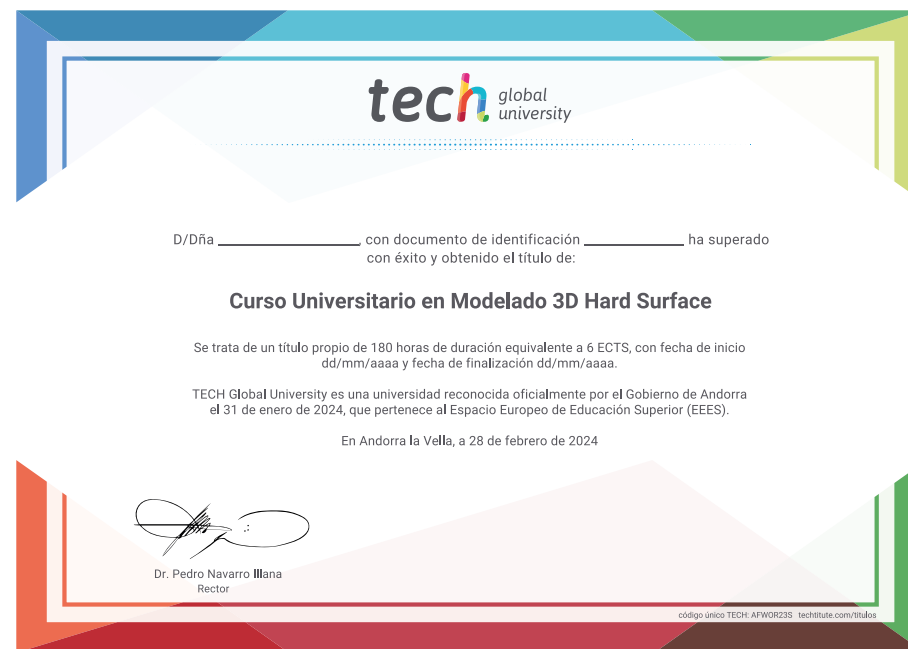 tech global
university
D/Dña ____________________, con documento de identificación ______________ ha superado
con éxito y obtenido el título de:
Curso Universitario en Modelado 3D Hard Surface
Se trata de un título propio de 180 horas de duración equivalente a 6 ECTS, con fecha de inicio
dd/mm/aaaa y fecha de finalización dd/mm/aaaa.
TECH Global University es una universidad reconocida oficialmente por el Gobierno de Andorra
el 31 de enero de 2024, que pertenece al Espacio Europeo de Educación Superior (EEES).
En Andorra la Vella, a 28 de febrero de 2024
Dr. Pedro Navarro Illana
Rector
código único TECH: AFWOR23S techtitute.com/titulos